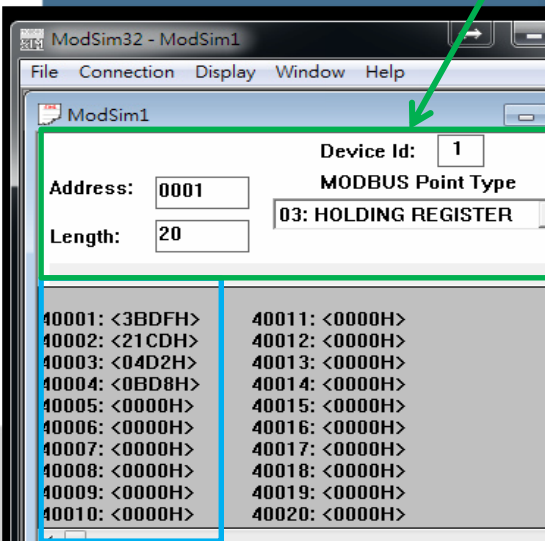 ModSim32 - ModSim1
File Connection Display Window Help
ModSim1
Device Id: 1
Address: 0001
MODBUS Point Type
03: HOLDING REGISTER
Length: 20
40001: <3BDFH> 40011: <0000H>
40002: <21CDH> 40012: <0000H>
40003: <04D2H> 40013: <0000H>
40004: <0BD8H> 40014: <0000H>
40005: <0000H> 40015: <0000H>
40006: <0000H> 40016: <0000H>
40007: <0000H> 40017: <0000H>
40008: <0000H> 40018: <0000H>
40009: <0000H> 40019: <0000H>
40010: <0000H> 40020: <0000H>